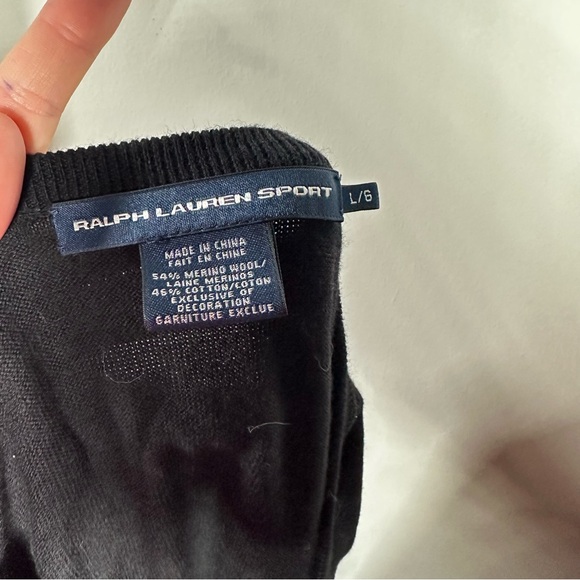 RALPH LAUREN SPORT
L/G
MADE IN CHINA
FAIT EN CHINE
54% MERINO WOOL/
LAINE MERINOS
46% COTTON/COTON
EXCLUSIVE OF
DECORATION
GARNITURE EXCLUE